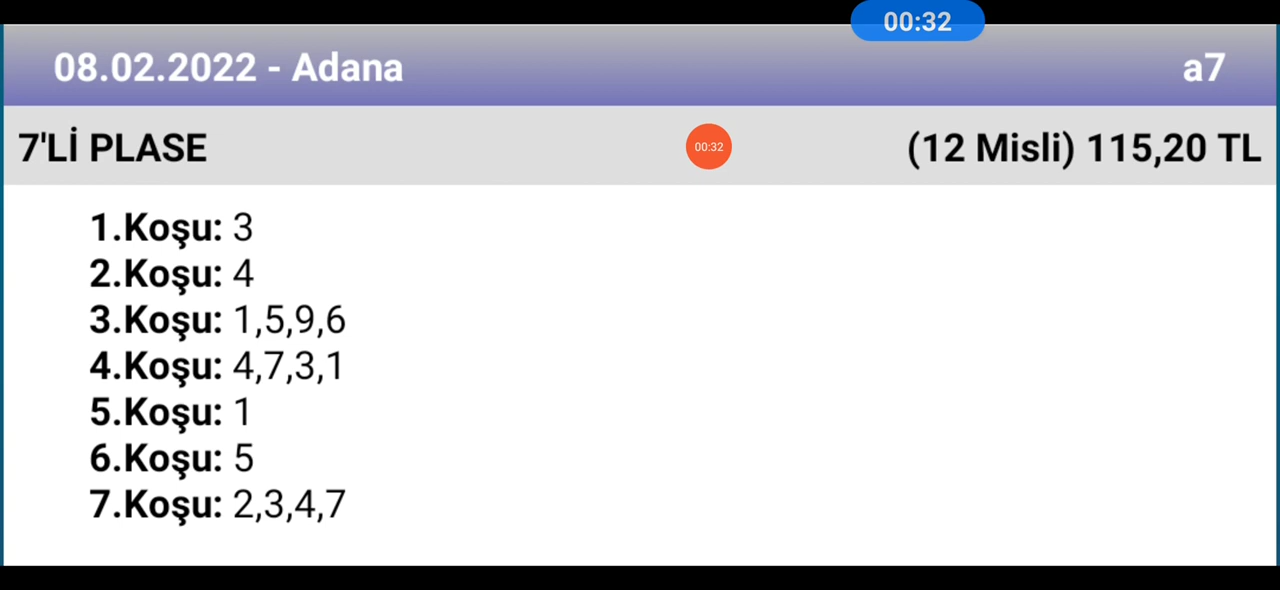 00:32
08.02.2022 - Adana a7
7'Lİ PLASE 00:32 (12 Misli) 115,20 TL
1.Koşu: 3
2.Koşu: 4
3.Koşu: 1,5,9,6
4.Koşu: 4,7,3,1
5.Koşu: 1
6.Koşu: 5
7.Koşu: 2,3,4,7